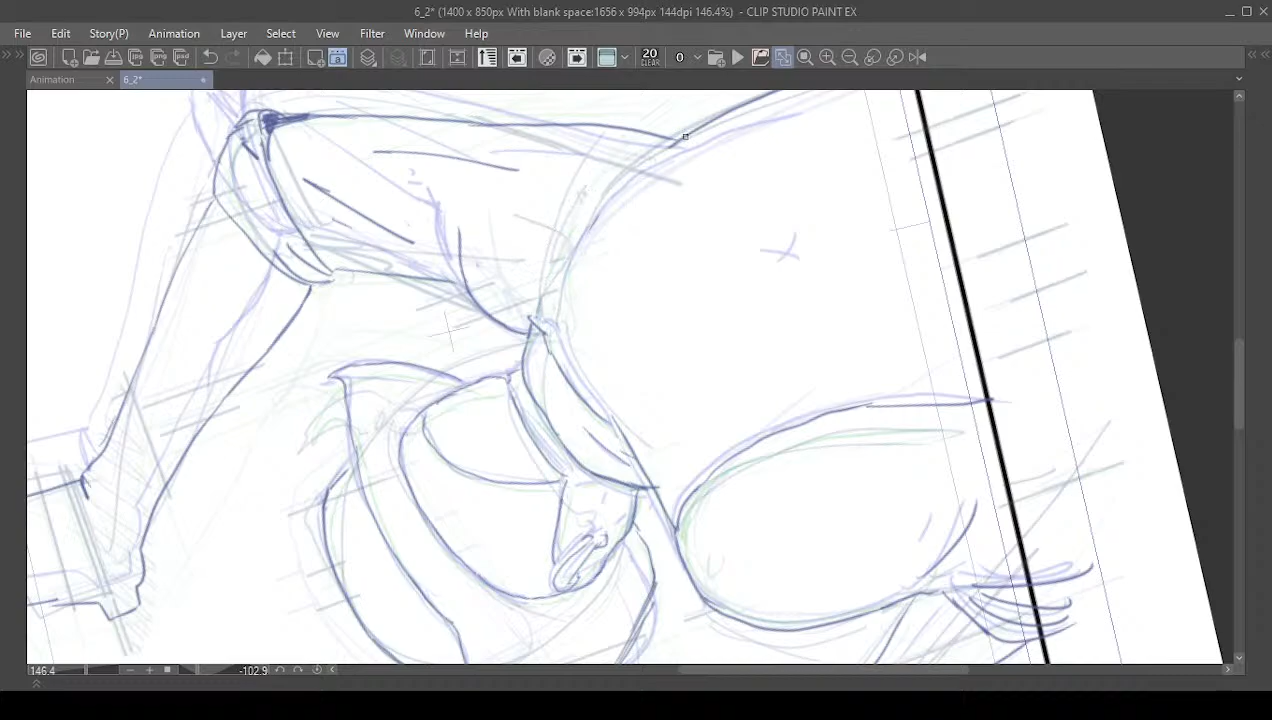 6_2* (1400 x 850px With blank space:1656 x 994px 144dpi 146.4%) - CLIP STUDIO PAINT EX
File Edit Story(P) Animation Layer Select Filter View Window Help
20 CLEAR 0
Animation 6_2*
146.4 -102.9